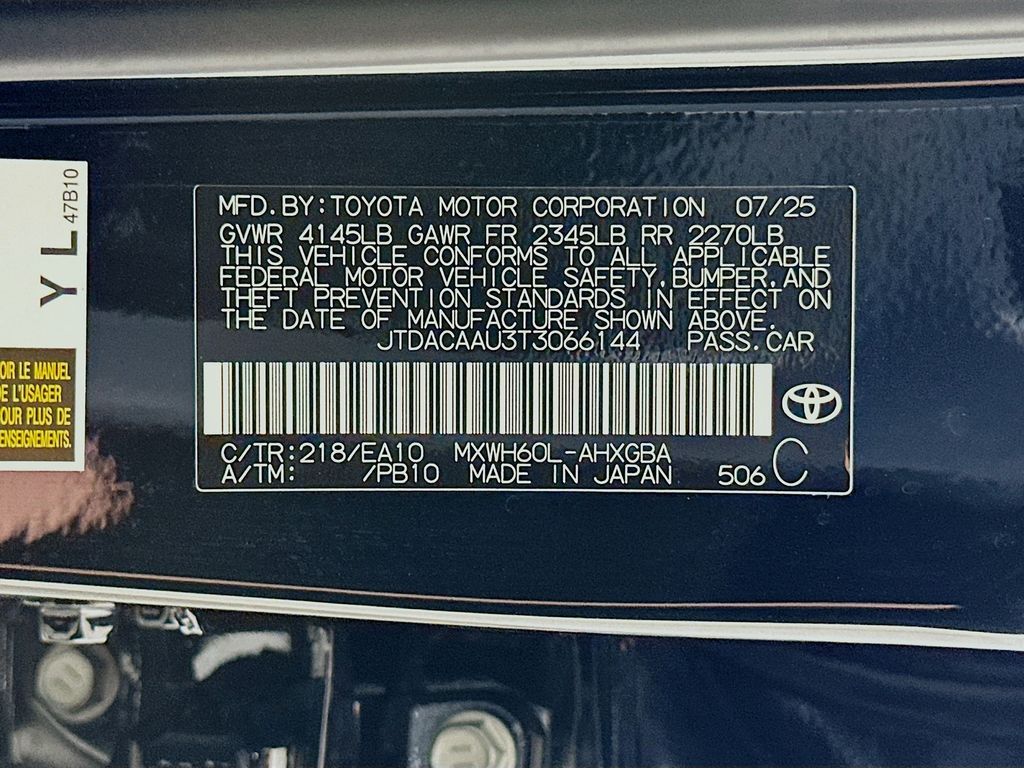 47B10
Y L
OIR LE MANUEL
DE L'USAGER
POUR PLUS DE
ENSEIGNEMENTS.
MFD.BY:TOYOTA MOTOR CORPORATION 07/25
GVWR 4145LB GAWR FR 2345LB RR 2270LB
THIS VEHICLE CONFORMS TO ALL APPLICABLE
FEDERAL MOTOR VEHICLE SAFETY,BUMPER,AND
THEFT PREVENTION STANDARDS IN EFFECT ON
THE DATE OF MANUFACTURE SHOWN ABOVE.
JTDACAAU3T3066144 PASS.CAR
C/TR:218/EA10 MXWH60L-AHXGBA
A/TM: /PB10 MADE IN JAPAN 506 C